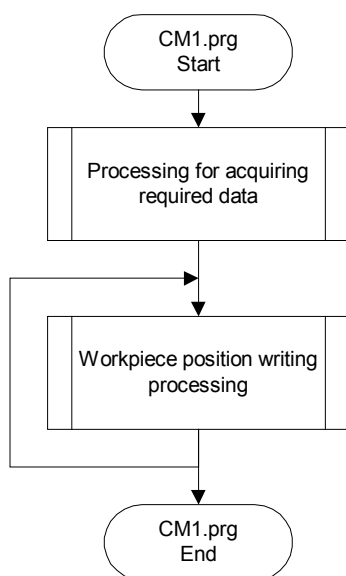 CM1.prg
Start
Processing for acquiring
required data
Workpiece position writing
processing
CM1.prg
End